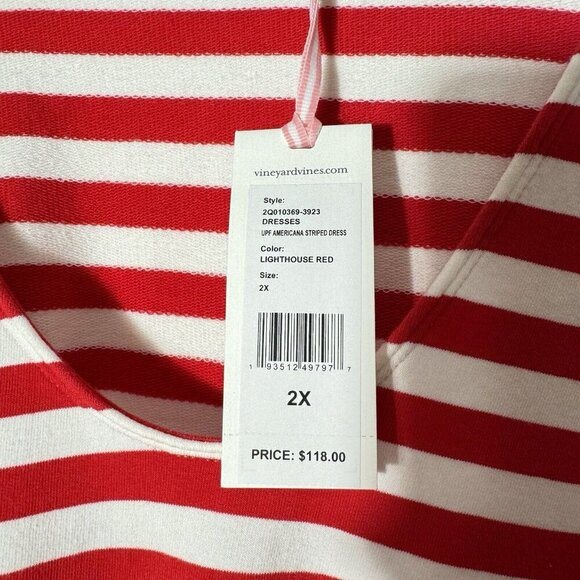 vineyardvines.com
Style:
2Q010369-3923
DRESSES
UPF AMERICANA STRIPED DRESS
Color:
LIGHTHOUSE RED
Size:
2X
1 93512 49797 7
2X
PRICE: $118.00